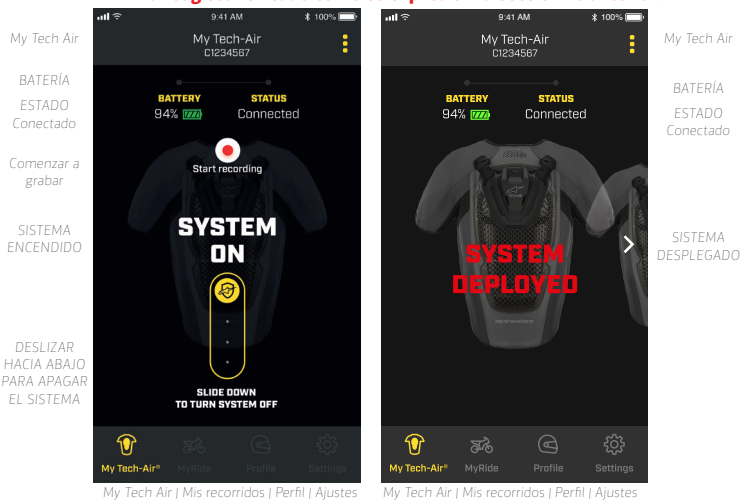 My Tech Air
BATERÍA
ESTADO
Conectado
Comenzar a
grabar
SISTEMA
ENCENDIDO
DESLIZAR
HACIA ABAJO
PARA APAGAR
EL SISTEMA
9:41 AM
100%
My Tech-Air
C1234567
BATTERY
STATUS
94%
Connected
Start recording
SYSTEM
ON
SLIDE DOWN
TO TURN SYSTEM OFF
My Tech-Air®
MyRide
Profile
Settings
My Tech Air | Mis recorridos | Perfil | Ajustes
9:41 AM
100%
My Tech-Air
C1234567
BATTERY
STATUS
94%
Connected
SYSTEM
DEPLOYED
alpinestars
My Tech-Air®
MyRide
Profile
Settings
My Tech Air | Mis recorridos | Perfil | Ajustes
My Tech Air
BATERÍA
ESTADO
Conectado
SISTEMA
DESPLEGADO